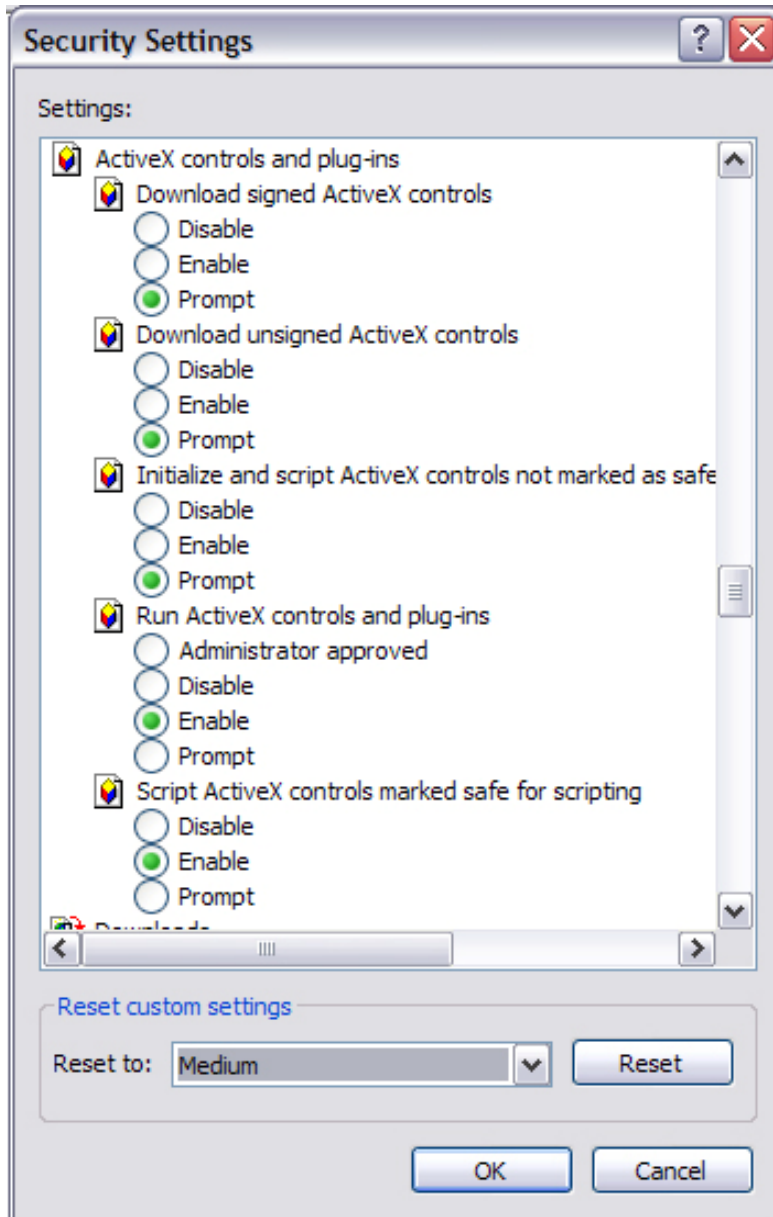 Security Settings
Settings:
ActiveX controls and plug-ins
Download signed ActiveX controls
Disable
Enable
Prompt
Download unsigned ActiveX controls
Disable
Enable
Prompt
Initialize and script ActiveX controls not marked as safe
Disable
Enable
Prompt
Run ActiveX controls and plug-ins
Administrator approved
Disable
Enable
Prompt
Script ActiveX controls marked safe for scripting
Disable
Enable
Prompt
Downloads
Reset custom settings
Reset to: Medium Reset
OK Cancel